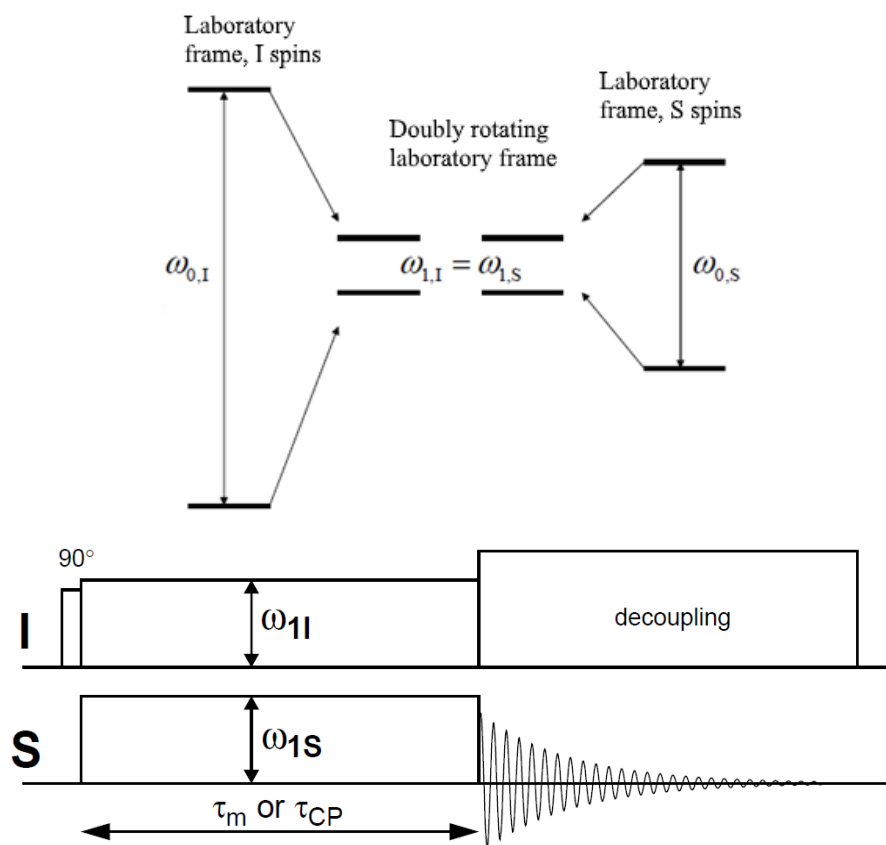 Laboratory
frame, I spins
Laboratory
frame, S spins
Doubly rotating
laboratory frame
ω0,I
ω1,I = ω1,S
ω0,S
90°
I
ω1I
decoupling
S
ω1S
τm or τCP